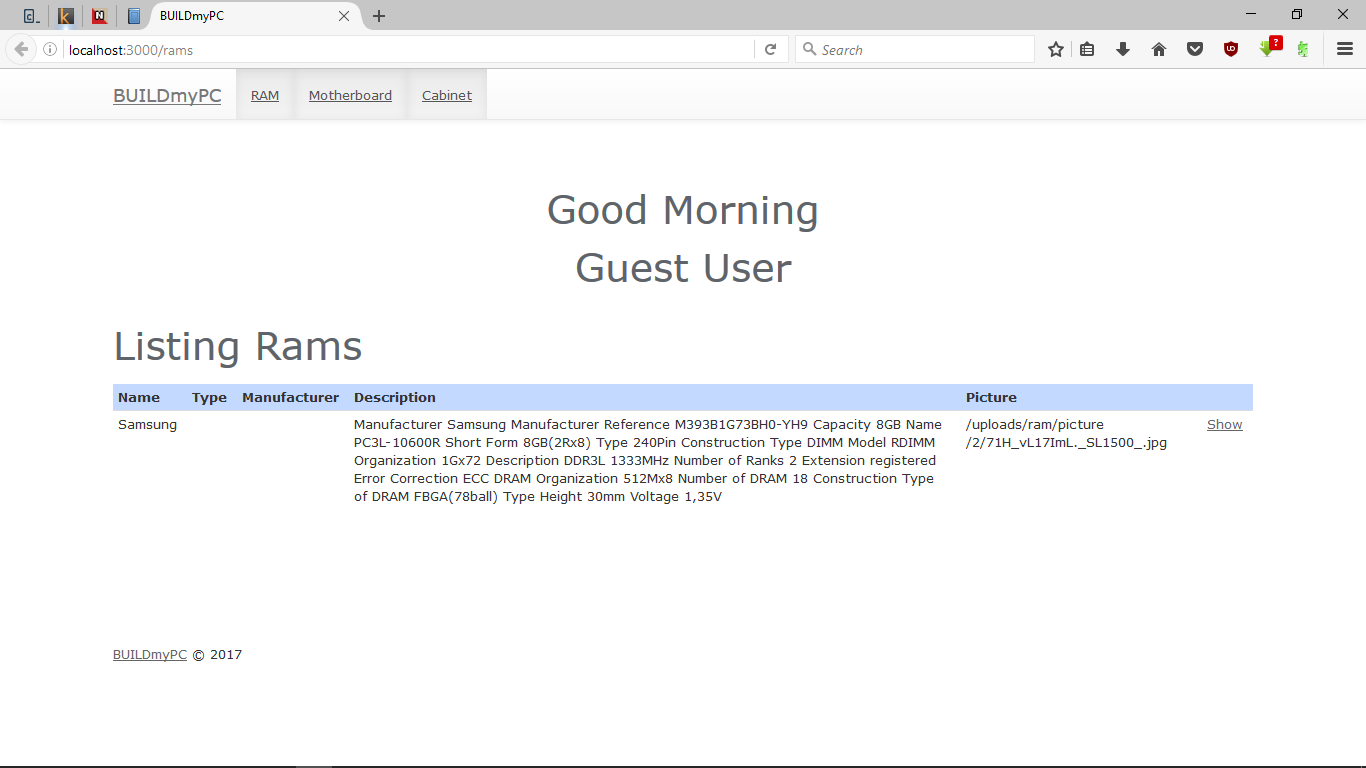 BUILDmyPC
localhost:3000/rams
Search
?
BUILDmyPC RAM Motherboard Cabinet
Good Morning
Guest User
Listing Rams
Name Type Manufacturer Description Picture
Samsung Manufacturer Samsung Manufacturer Reference M393B1G73BH0-YH9 Capacity 8GB Name /uploads/ram/picture Show
PC3L-10600R Short Form 8GB(2Rx8) Type 240Pin Construction Type DIMM Model RDIMM /2/71H_vL17ImL._SL1500_.jpg
Organization 1Gx72 Description DDR3L 1333MHz Number of Ranks 2 Extension registered
Error Correction ECC DRAM Organization 512Mx8 Number of DRAM 18 Construction Type
of DRAM FBGA(78ball) Type Height 30mm Voltage 1,35V
BUILDmyPC © 2017